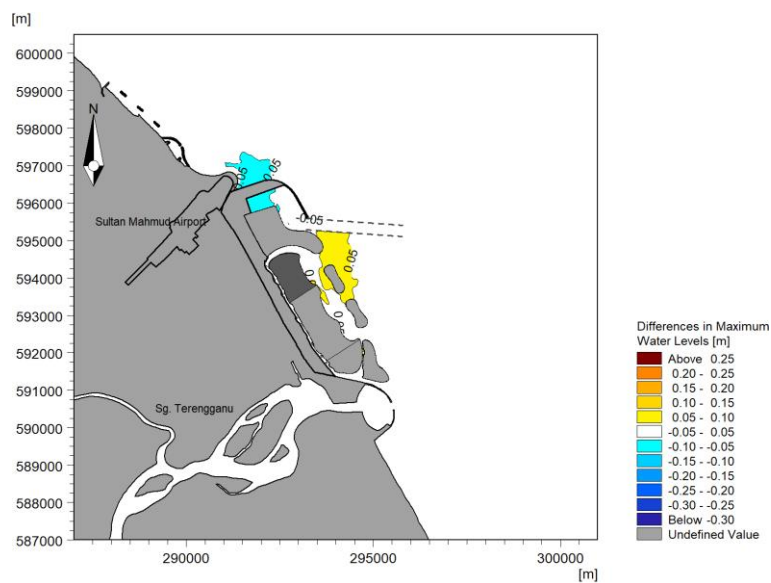 [m]
600000
599000
598000
N
597000
0.05
0.05
596000
Sultan Mahmud Airport
-0.05
595000
0.05
594000
593000
Differences in Maximum
Water Levels [m]
592000
Above 0.25
0.20 - 0.25
591000
0.15 - 0.20
Sg. Terengganu
0.10 - 0.15
0.05 - 0.10
590000
-0.05 - 0.05
-0.10 - -0.05
589000
-0.15 - -0.10
-0.20 - -0.15
588000
-0.25 - -0.20
-0.30 - -0.25
Below -0.30
587000
Undefined Value
290000 295000 300000
[m]